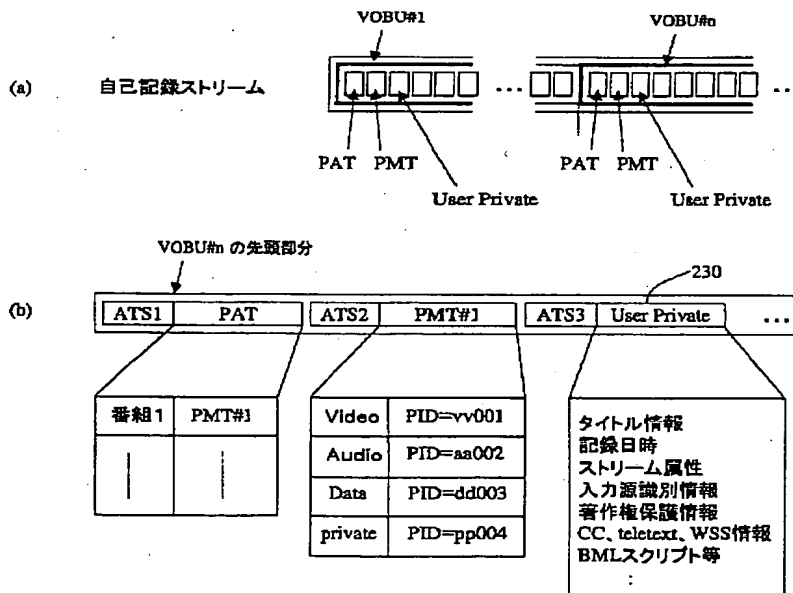 VOBU#1
VOBU#n
(a) 自己記録ストリーム
...
...
PAT PMT
User Private
PAT PMT
User Private
VOBU#n の先頭部分
230
(b) ATS1 PAT ATS2 PMT#1 ATS3 User Private ...
番組1 PMT#1
Video PID=vv001
Audio PID=aa002
Data PID=dd003
private PID=pp004
タイトル情報
記録日時
ストリーム属性
入力源識別情報
著作権保護情報
CC、teletext、WSS情報
BMLスクリプト等
: